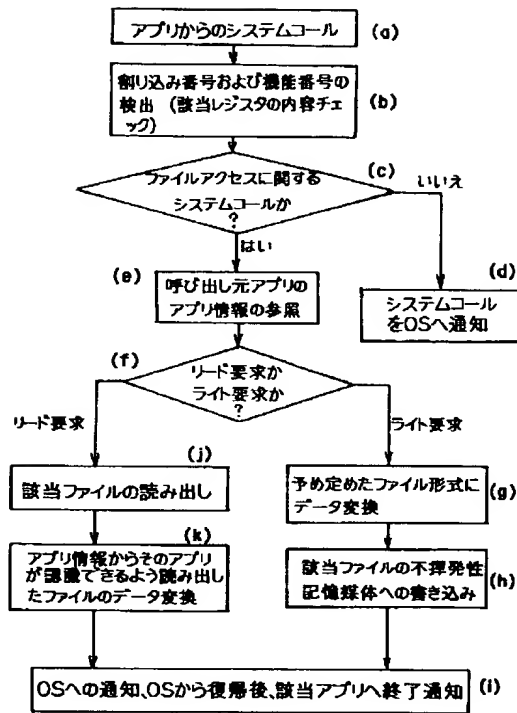 アプリからのシステムコール
(a)
割り込み番号および機能番号の
検出（該当レジスタの内容チェ
ック）
(b)
(c)
ファイルアクセスに関する
システムコールか
?
いいえ
はい
(d)
システムコール
をOSへ通知
(e)
呼び出し元アプリの
アプリ情報の参照
(f)
リード要求か
ライト要求か
?
リード要求
ライト要求
(j)
該当ファイルの読み出し
予め定めたファイル形式に
データ変換
(g)
(k)
アプリ情報からそのアプリ
が認識できるよう読み出し
たファイルのデータ変換
該当ファイルの不揮発性
記憶媒体への書き込み
(h)
OSへの通知、OSから復帰後、該当アプリへ終了通知
(i)